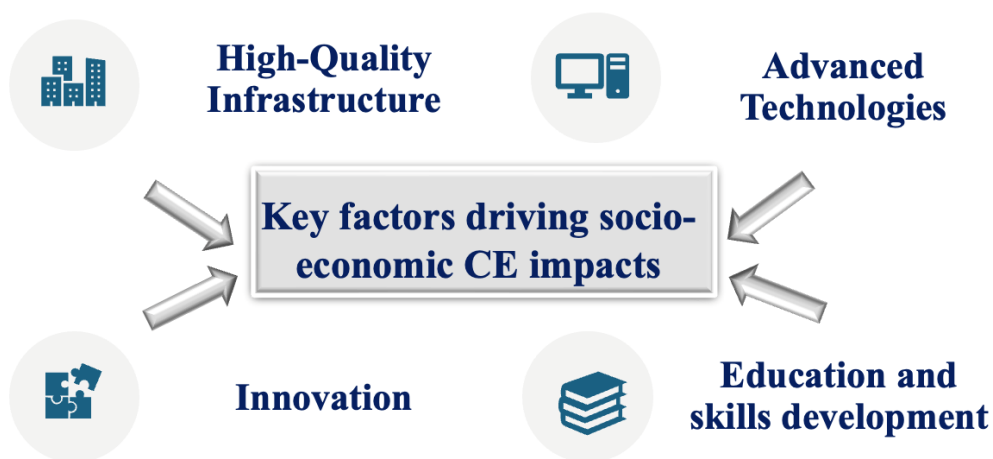 High-Quality
Infrastructure
Advanced
Technologies
Key factors driving socio-
economic CE impacts
Innovation
Education and
skills development